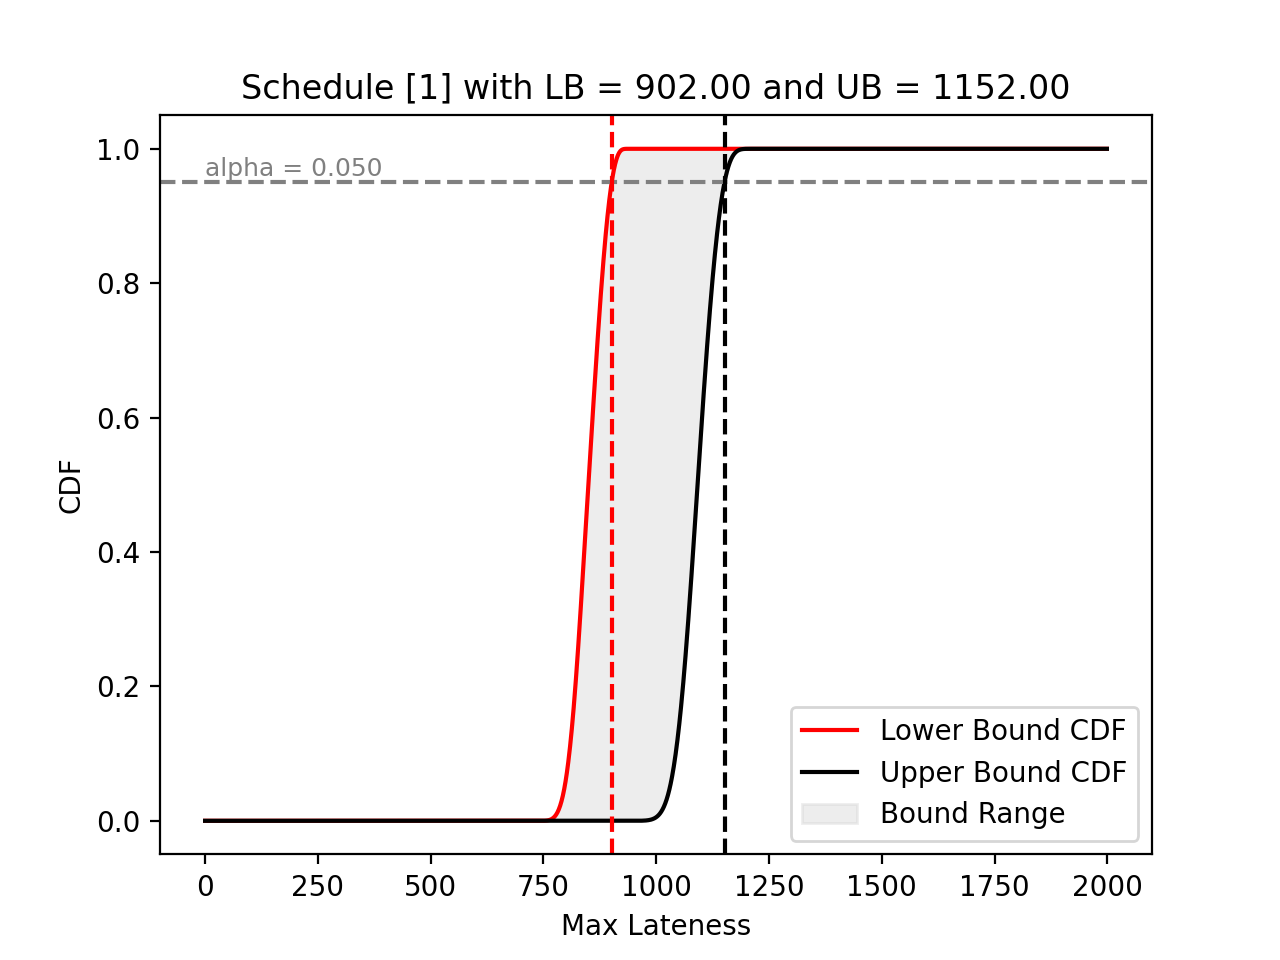 Schedule [1] with LB = 902.00 and UB = 1152.00
alpha = 0.050
1.0
0.8
0.6
0.4
0.2
0.0
CDF
Lower Bound CDF
Upper Bound CDF
Bound Range
0 250 500 750 1000 1250 1500 1750 2000
Max Lateness